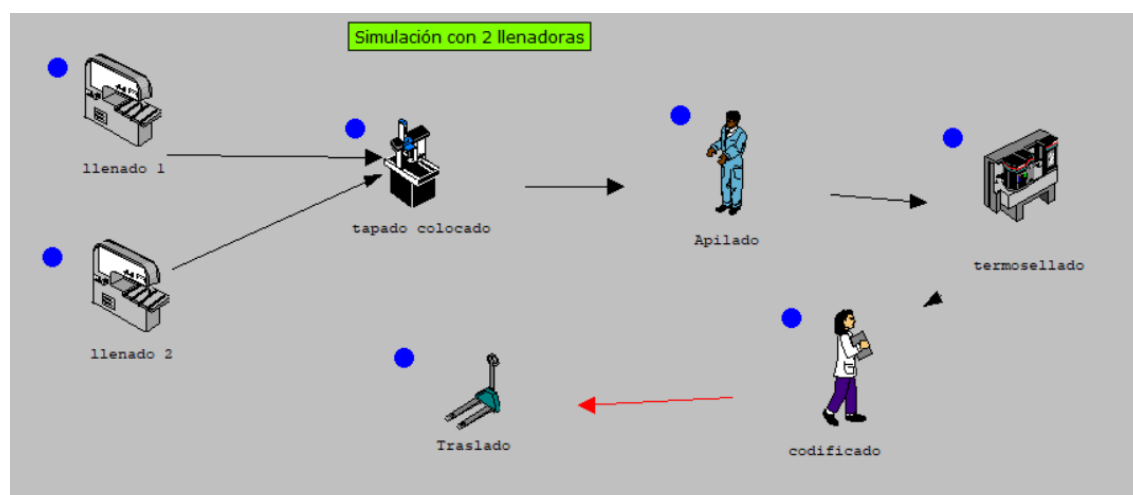 Simulación con 2 llenadoras
llenado 1
tapado colocado
Apilado
termosellado
llenado 2
Traslado
codificado